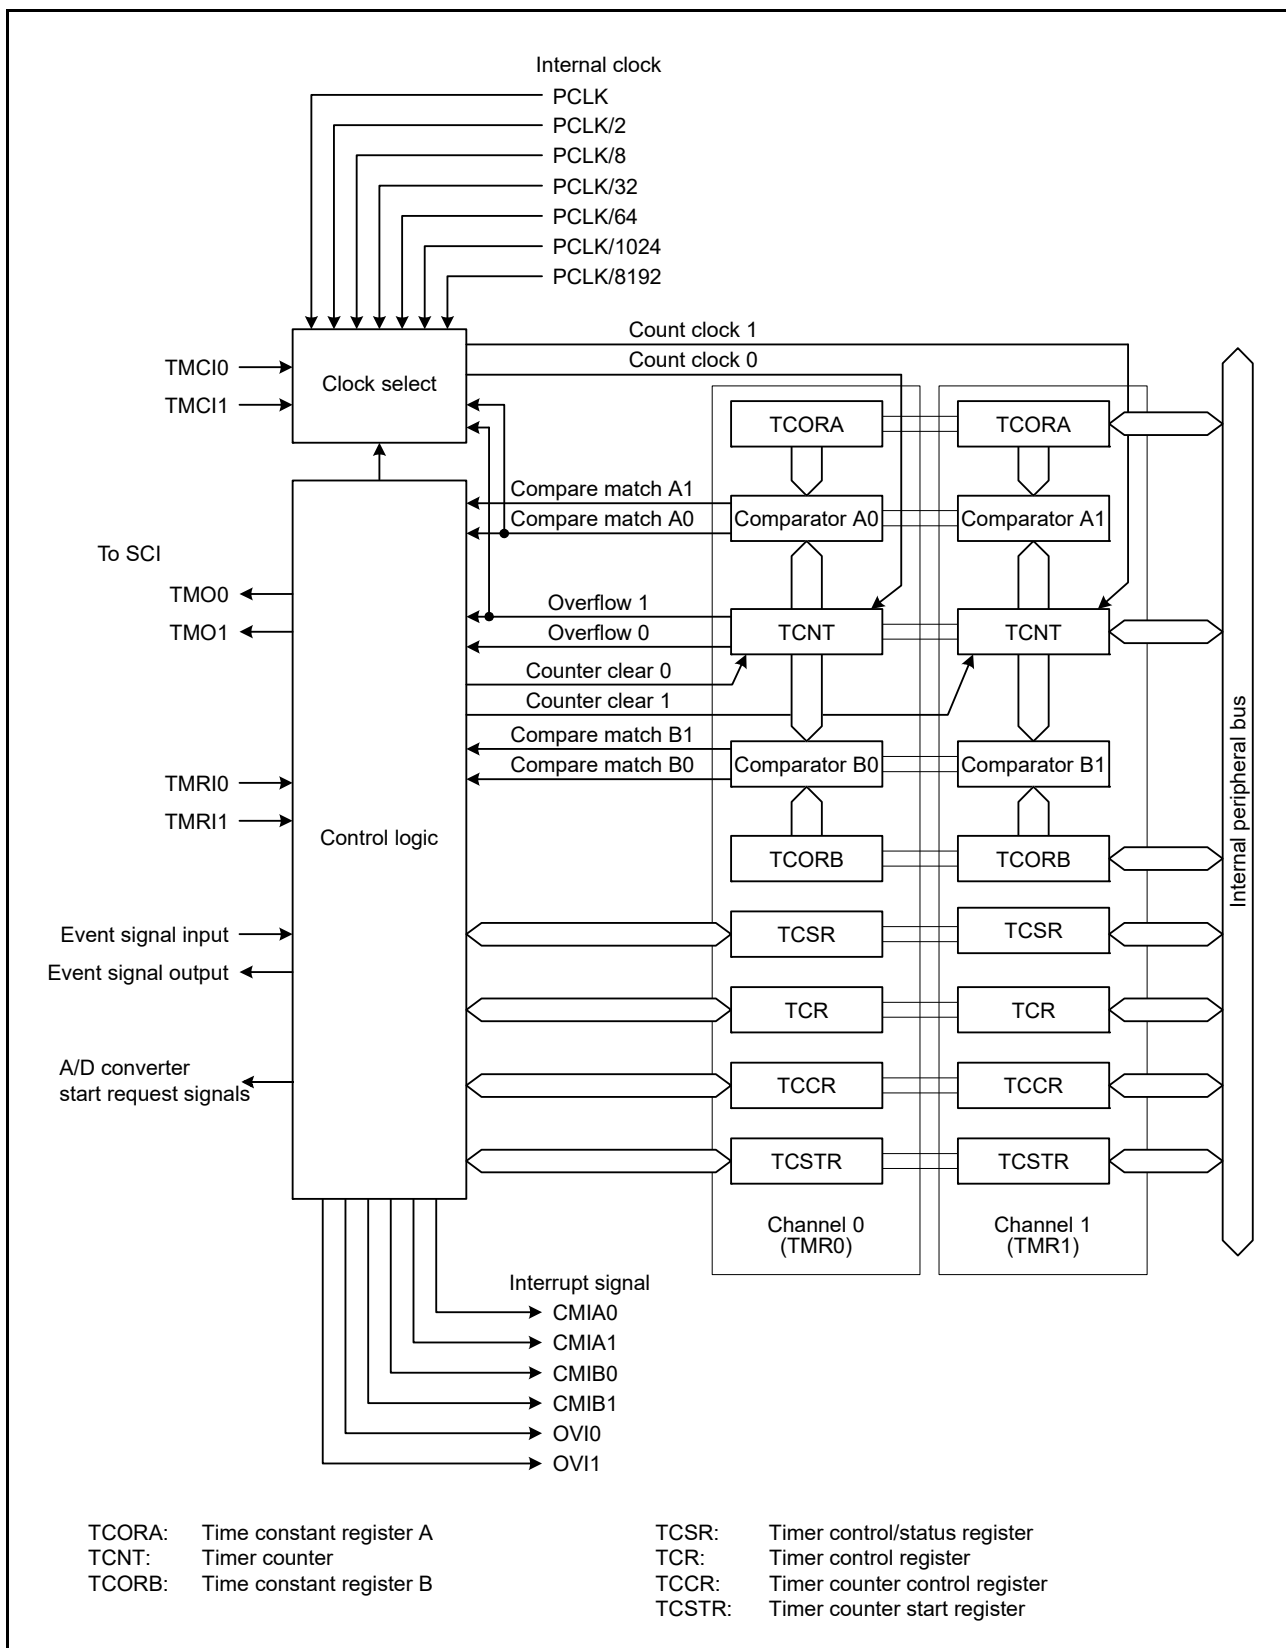 Internal clock
PCLK
PCLK/2
PCLK/8
PCLK/32
PCLK/64
PCLK/1024
PCLK/8192
Count clock 1
Count clock 0
TMCI0
TMCI1
Clock select
TCORA
TCORA
Compare match A1
Compare match A0
Comparator A0
Comparator A1
To SCI
TMO0
TMO1
Overflow 1
Overflow 0
TCNT
TCNT
Counter clear 0
Counter clear 1
Compare match B1
Compare match B0
Comparator B0
Comparator B1
TMRI0
TMRI1
Control logic
TCORB
TCORB
Internal peripheral bus
Event signal input
Event signal output
TCSR
TCSR
TCR
TCR
A/D converter
start request signals
TCCR
TCCR
TCSTR
TCSTR
Channel 0
(TMR0)
Channel 1
(TMR1)
Interrupt signal
CMIA0
CMIA1
CMIB0
CMIB1
OVI0
OVI1
TCORA: Time constant register A
TCNT: Timer counter
TCORB: Time constant register B
TCSR: Timer control/status register
TCR: Timer control register
TCCR: Timer counter control register
TCSTR: Timer counter start register